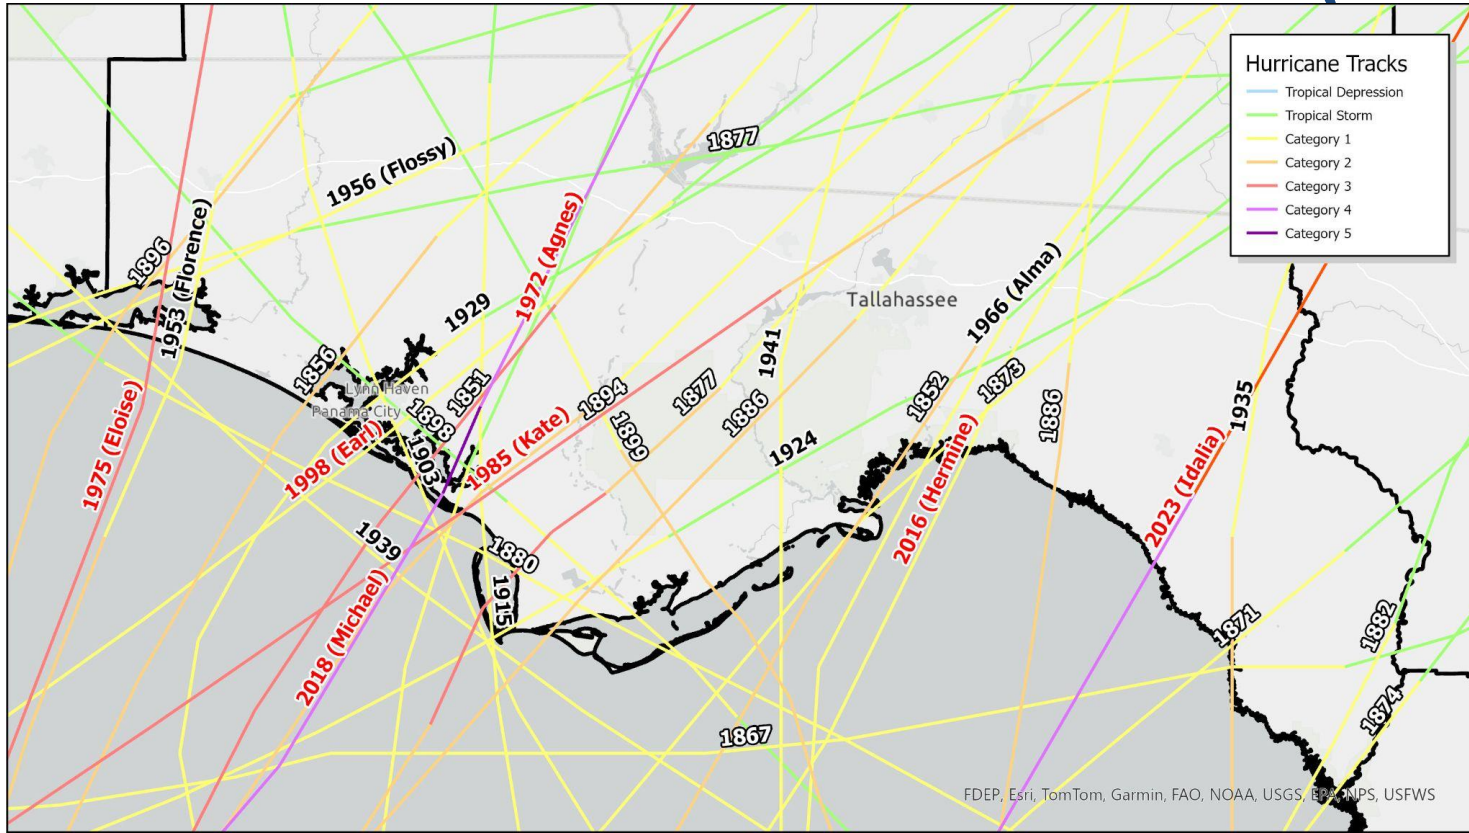 Hurricane Tracks
Tropical Depression
Tropical Storm
Category 1
Category 2
Category 3
Category 4
Category 5
1877
1956 (Flossy)
1896
1953 (Florence)
1972 (Agnes)
1929
1966 (Alma)
Tallahassee
1856
Lynn Haven
Panama City
1941
1851
1898
1903
1894
1877
1886
1899
1852
1873
1886
1935
1975 (Eloise)
1998 (Earl)
1985 (Kate)
1924
2016 (Hermine)
2023 (Idalia)
1939
1880
1915
2018 (Michael)
1871
1882
1874
1867
FDEP, Esri, TomTom, Garmin, FAO, NOAA, USGS, EPA, NPS, USFWS